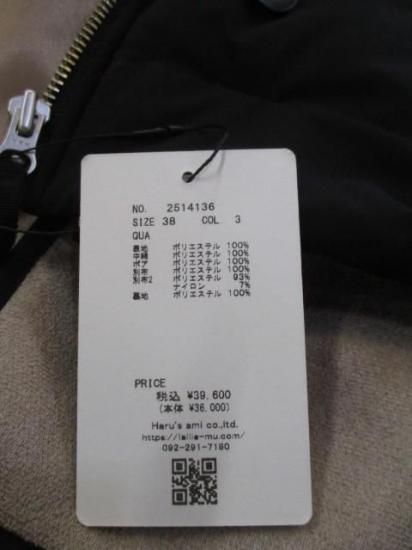 NO. 2514136
SIZE 38 COL. 3
QUA
表地 ポリエステル 100%
中綿 ポリエステル 100%
ボア ポリエステル 100%
別布 ポリエステル 100%
別布2 ポリエステル 93%
ナイロン 7%
裏地 ポリエステル 100%
PRICE
税込 ¥39,600
(本体 ¥36,000)
Haru's ami co.,ltd.
https://lallia-mu.com/
092-291-7180